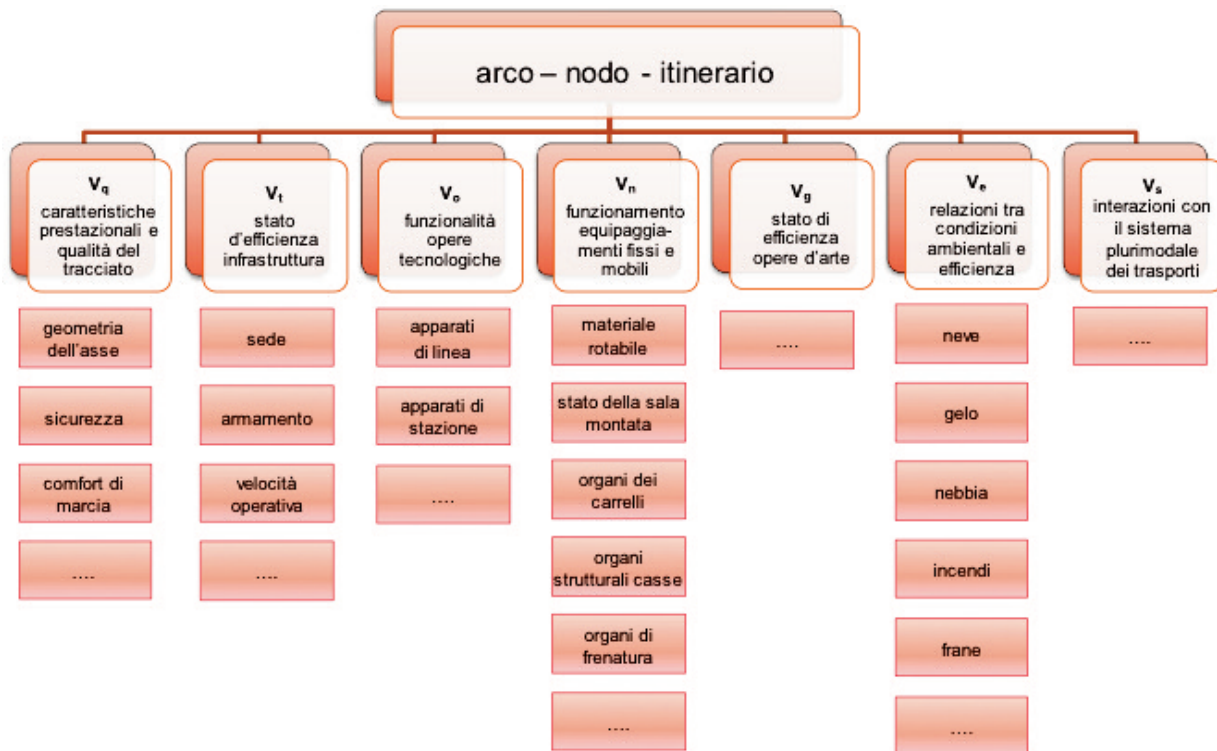 arco – nodo - itinerario
Vq
caratteristiche
prestazionali e
qualità del
tracciato
Vt
stato
d'efficienza
infrastruttura
Vo
funzionalità
opere
tecnologiche
Vn
funzionamento
equipaggia-
menti fissi e
mobili
Vg
stato di
efficienza
opere d'arte
Ve
relazioni tra
condizioni
ambientali e
efficienza
Vs
interazioni con
il sistema
plurimodale
dei trasporti
geometria
dell'asse
sicurezza
comfort di
marcia
....
sede
armamento
velocità
operativa
....
apparati
di linea
apparati di
stazione
....
materiale
rotabile
stato della sala
montata
organi dei
carrelli
organi
strutturali casse
organi di
frenatura
....
....
neve
gelo
nebbia
incendi
frane
....
....